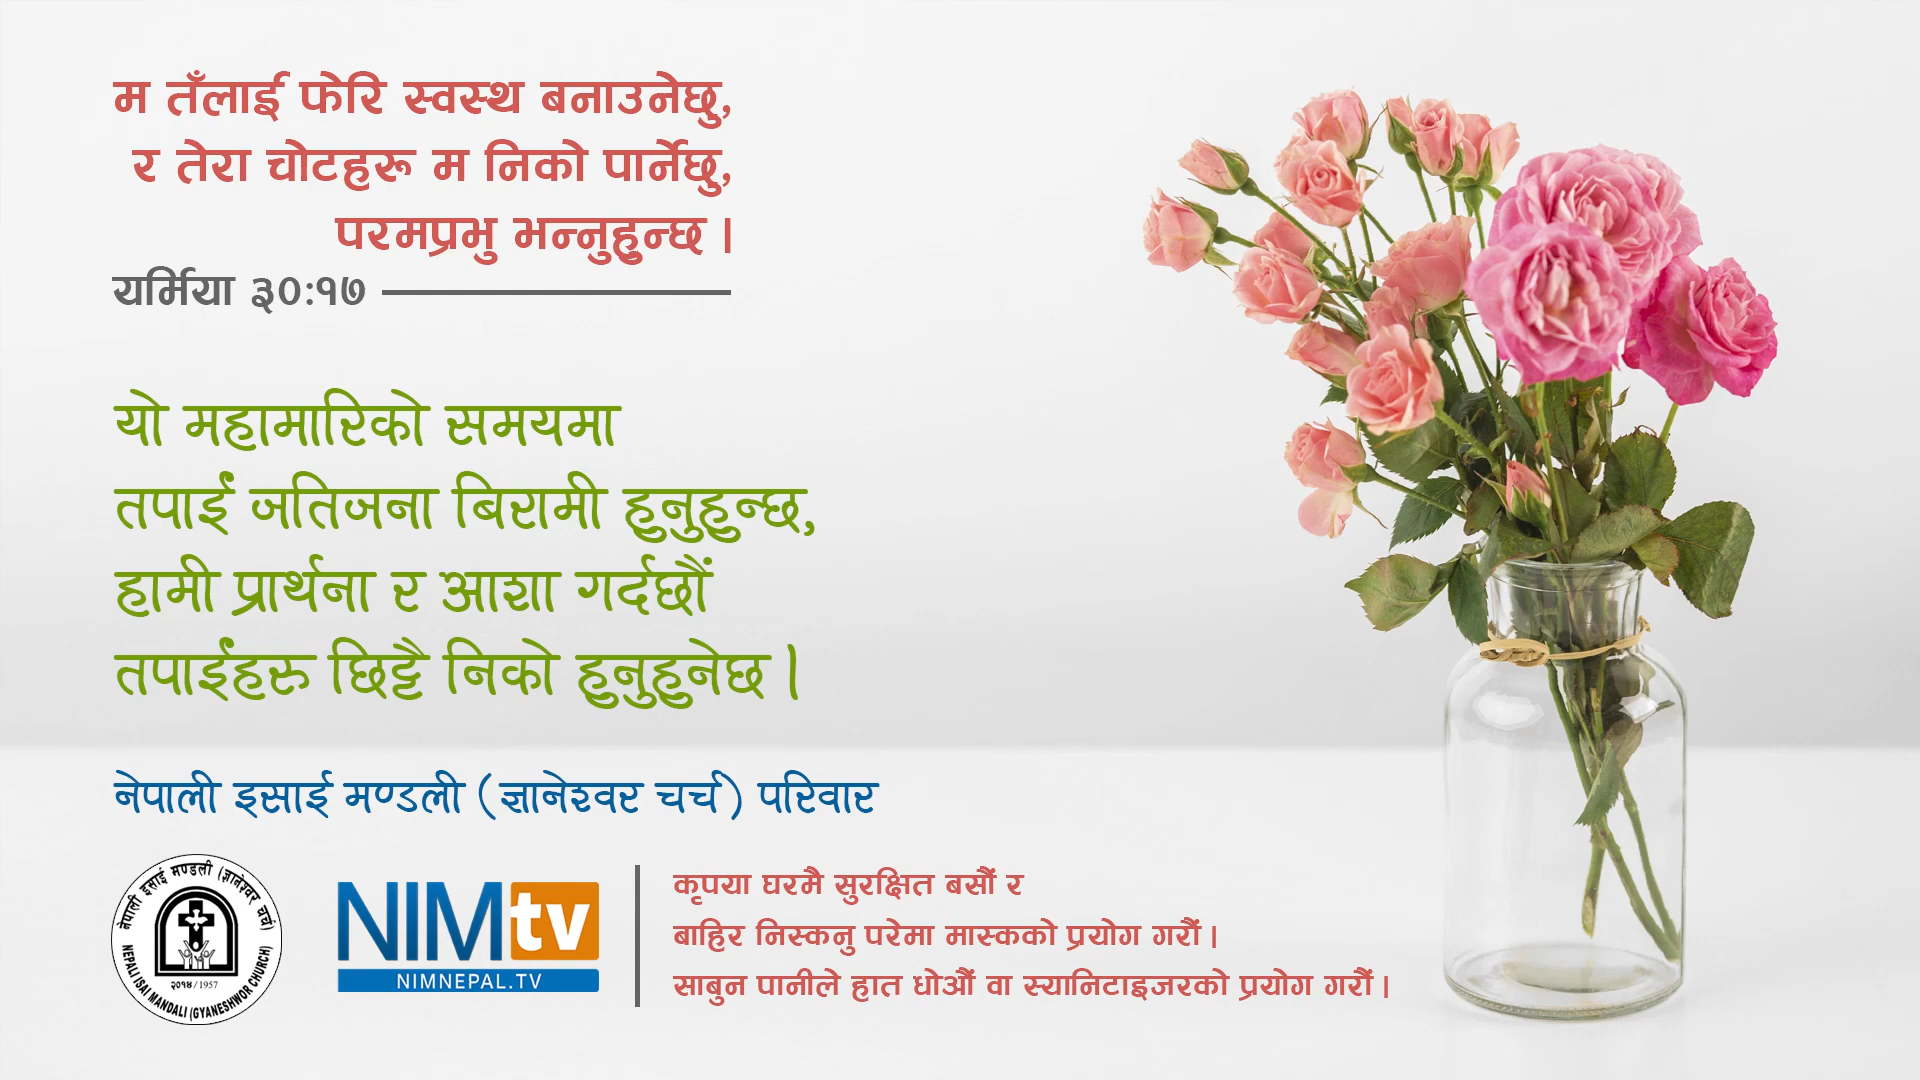 म तँलाई फेरि स्वस्थ बनाउनेछु,
र तेरा चोटहरू म निको पार्नेछु,
परमप्रभु भन्नुहुन्छ ।
यर्मिया ३०:१७
यो महामारिको समयमा
तपाईं जतिजना बिरामी हुनुहुन्छ,
हामी प्रार्थना र आशा गर्दछौं
तपाईंहरु छिट्टै निको हुनुहुनेछ ।
नेपाली इसाई मण्डली (ज्ञानेश्वर चर्च) परिवार
नेपाली इसाई मण्डली (ज्ञानेश्वर चर्च)
२०१४/1957
NEPALI ISAI MANDALI (GYANESHWOR CHURCH)
NIMtv
NIMNEPAL.TV
कृपया घरमै सुरक्षित बसौं र
बाहिर निस्कनु परेमा मास्कको प्रयोग गरौं ।
साबुन पानीले हात धोऔं वा स्यानिटाइजरको प्रयोग गरौं ।